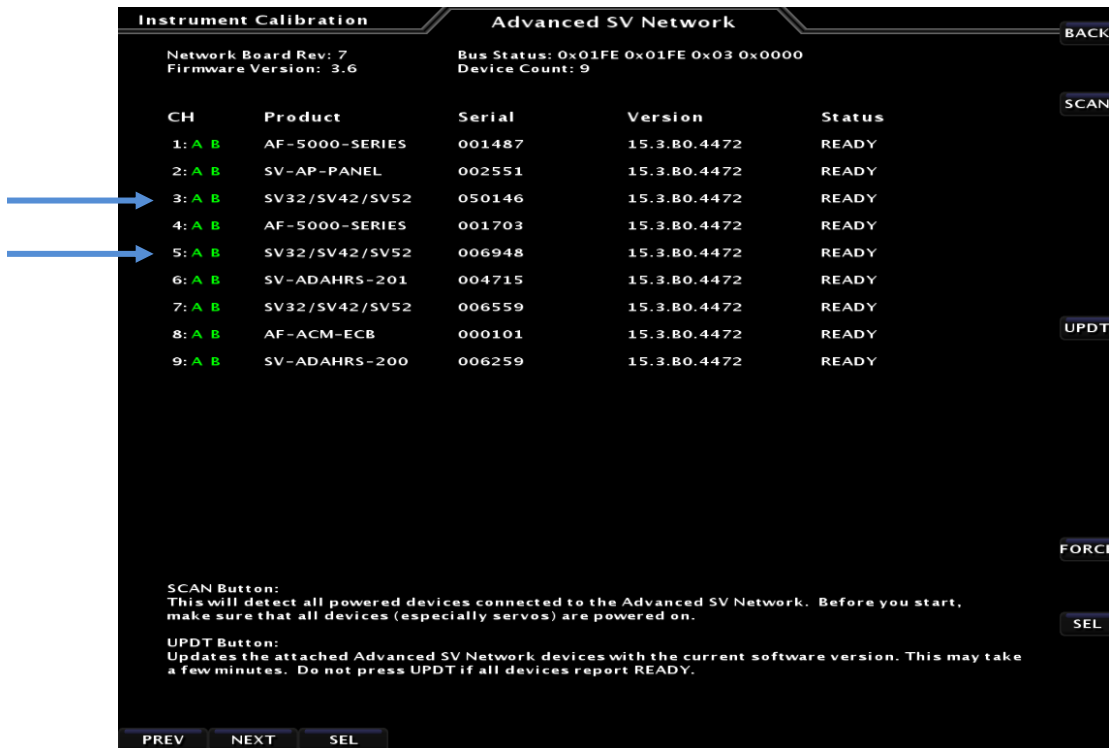 Instrument Calibration
Advanced SV Network
BACK
Network Board Rev: 7
Bus Status: 0x01FE 0x01FE 0x03 0x0000
Firmware Version: 3.6
Device Count: 9
SCAN
CH Product Serial Version Status
1: A B AF-5000-SERIES 001487 15.3.B0.4472 READY
2: A B SV-AP-PANEL 002551 15.3.B0.4472 READY
3: A B SV32/SV42/SV52 050146 15.3.B0.4472 READY
4: A B AF-5000-SERIES 001703 15.3.B0.4472 READY
5: A B SV32/SV42/SV52 006948 15.3.B0.4472 READY
6: A B SV-ADAHRS-201 004715 15.3.B0.4472 READY
7: A B SV32/SV42/SV52 006559 15.3.B0.4472 READY
8: A B AF-ACM-ECB 000101 15.3.B0.4472 READY
UPDT
9: A B SV-ADAHRS-200 006259 15.3.B0.4472 READY
FORCE
SCAN Button:
This will detect all powered devices connected to the Advanced SV Network. Before you start,
make sure that all devices (especially servos) are powered on.
SEL
UPDT Button:
Updates the attached Advanced SV Network devices with the current software version. This may take
a few minutes. Do not press UPDT if all devices report READY.
PREV NEXT SEL